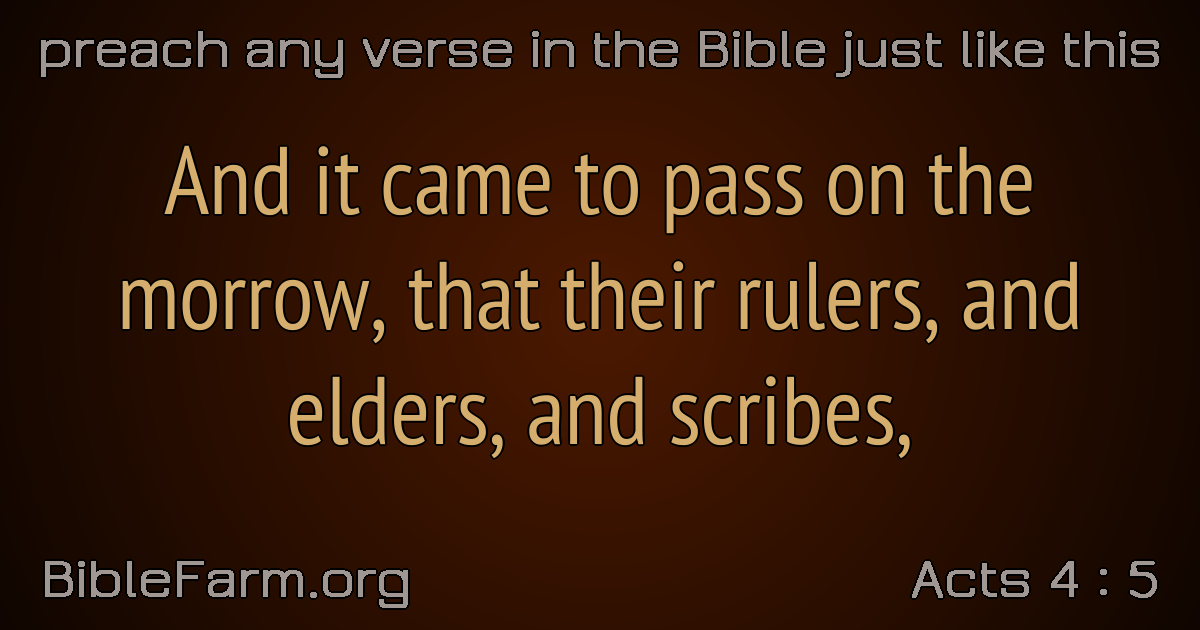 preach any verse in the Bible just like this
And it came to pass on the
morrow, that their rulers, and
elders, and scribes,
BibleFarm.org
Acts 4 : 5